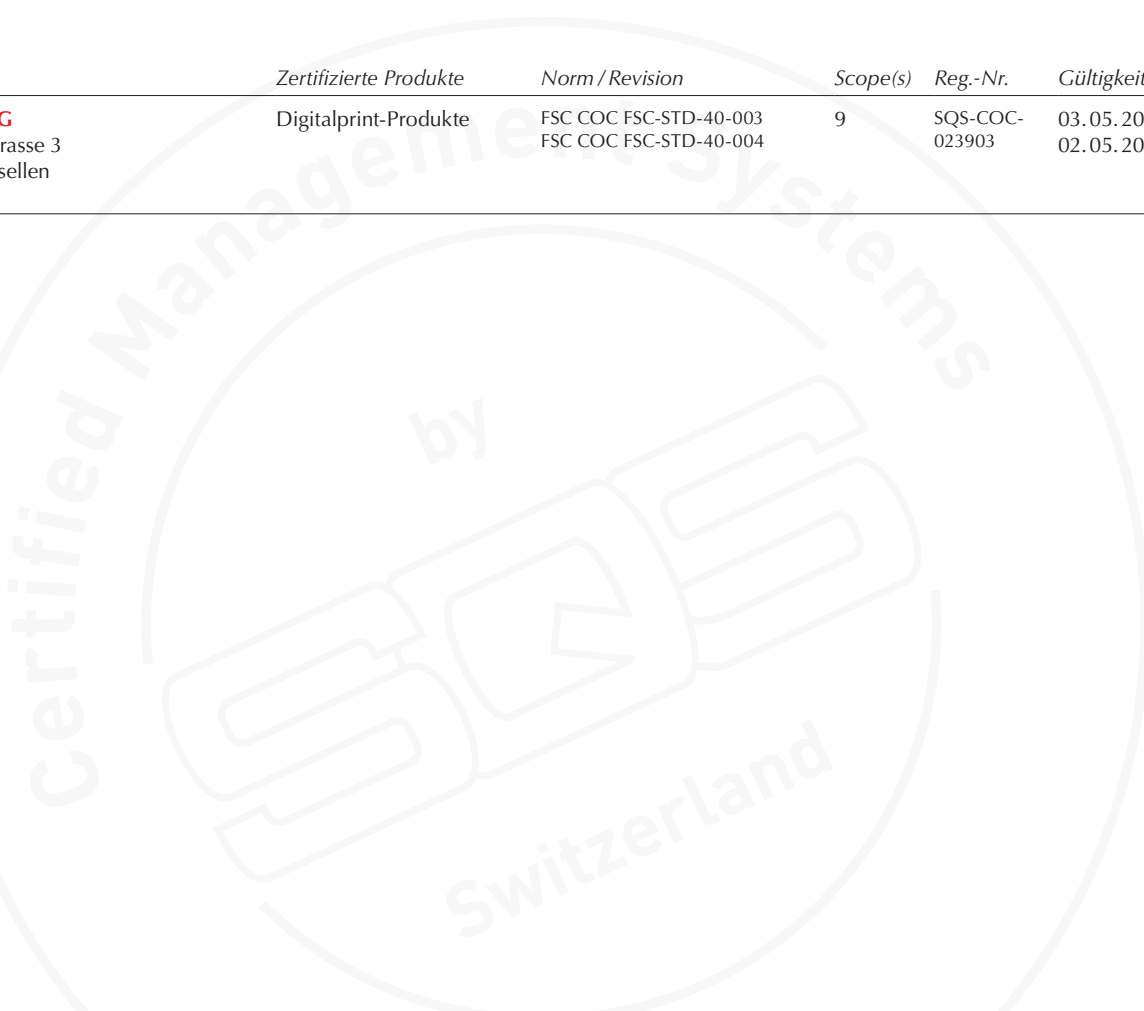 Zertifizierte Produkte Norm / Revision Scope(s) Reg.-Nr. Gültigkeit
G Digitalprint-Produkte FSC COC FSC-STD-40-003 9 SQS-COC- 03.05.20
rasse 3 FSC COC FSC-STD-40-004 023903 02.05.20
sellen
Certified Management Systems
by
SQS
Switzerland